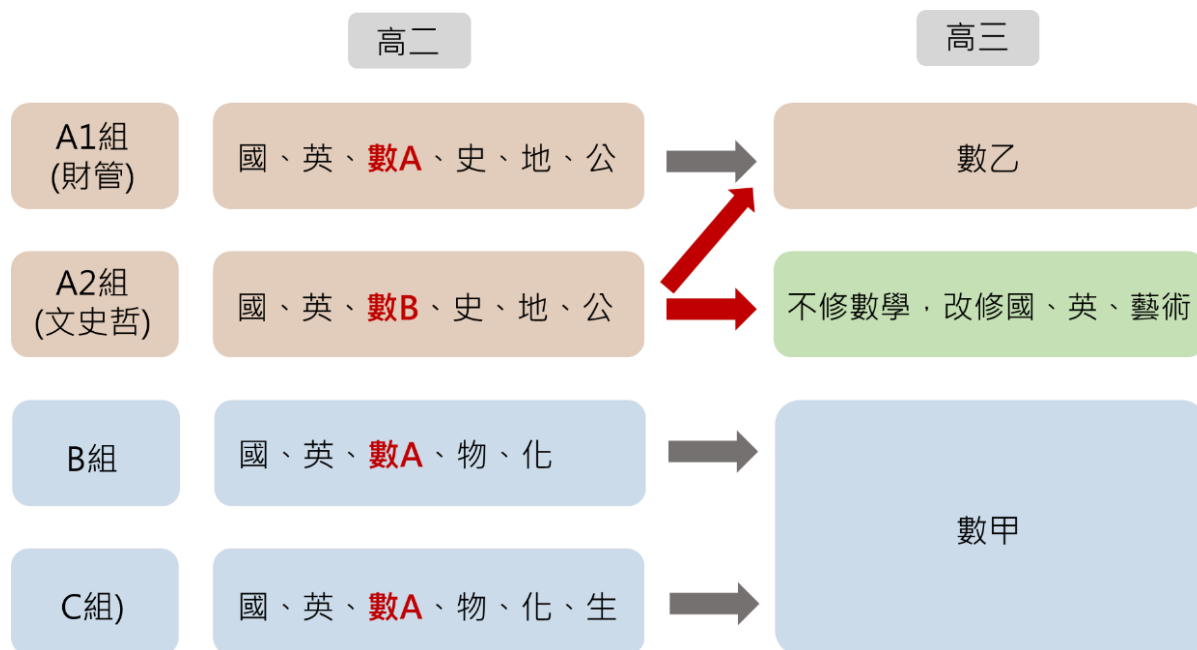 高二
高三
A1組
(財管)
國、英、數A、史、地、公
數乙
A2組
(文史哲)
國、英、數B、史、地、公
不修數學，改修國、英、藝術
B組
國、英、數A、物、化
數甲
C組)
國、英、數A、物、化、生